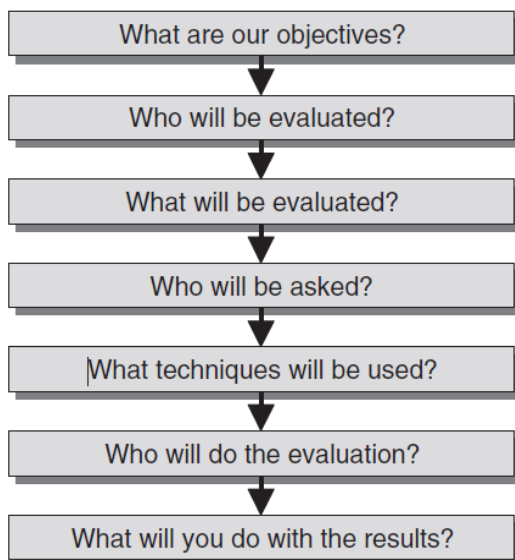 What are our objectives?
Who will be evaluated?
What will be evaluated?
Who will be asked?
What techniques will be used?
Who will do the evaluation?
What will you do with the results?